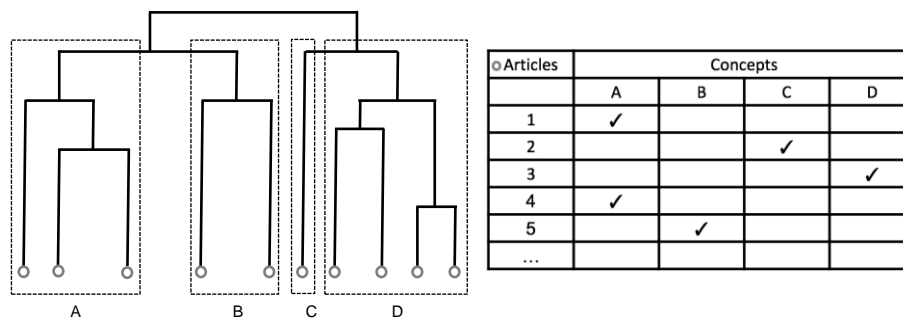 Articles Concepts
A B C D
1 ✓
2 ✓
3 ✓
4 ✓
5 ✓
...
A B C D